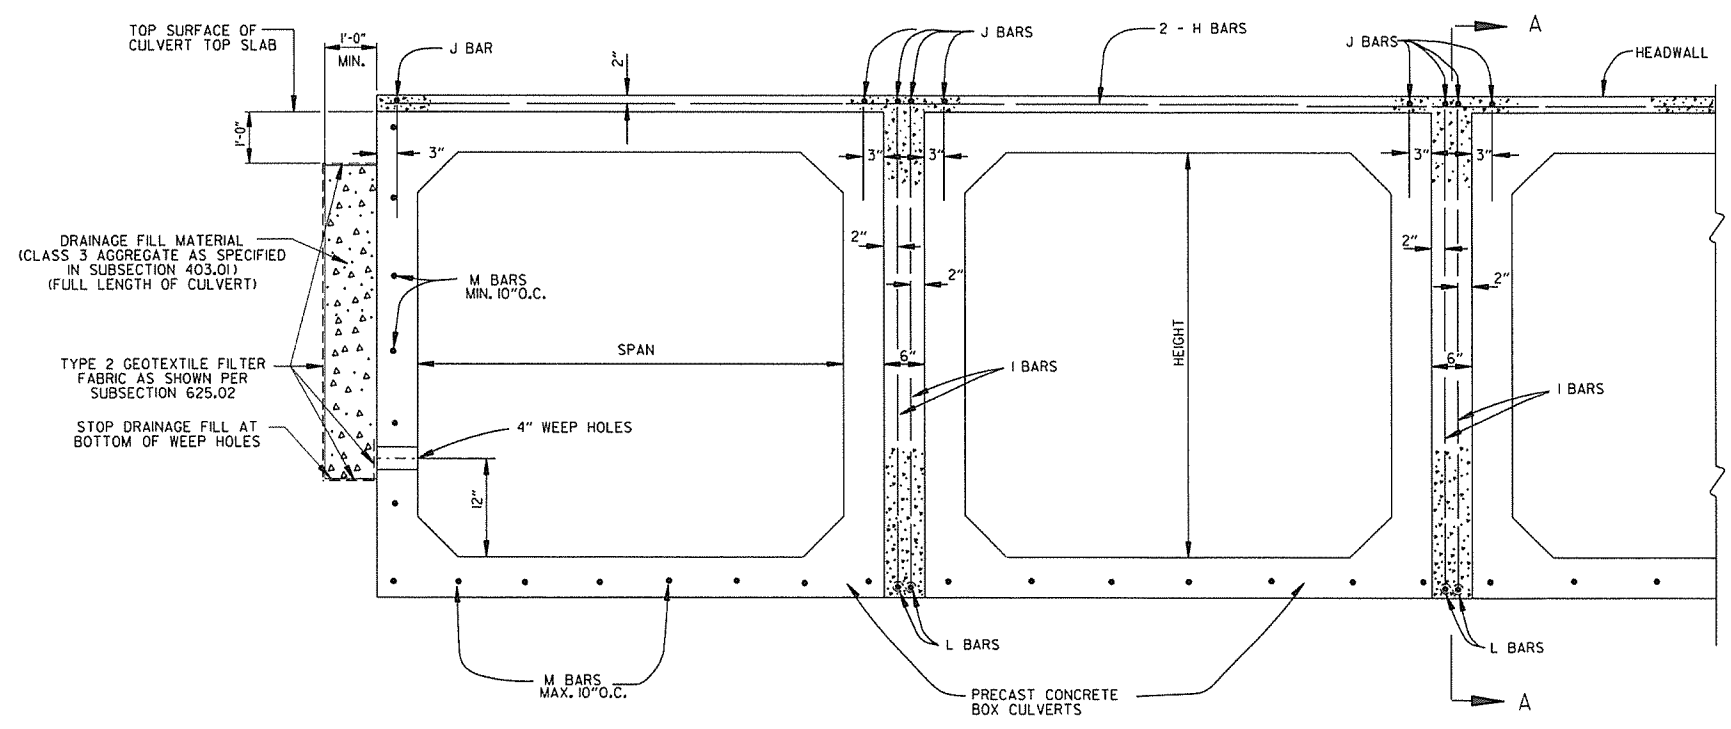 TOP SURFACE OF
CULVERT TOP SLAB
1'-0"
MIN.
J BAR
2"
J BARS
2 - H BARS
J BARS
A
HEADWALL
1'-0"
3"
3"
3"
3"
3"
DRAINAGE FILL MATERIAL
(CLASS 3 AGGREGATE AS SPECIFIED
IN SUBSECTION 403.01)
(FULL LENGTH OF CULVERT)
2"
2"
2"
2"
M BARS
MIN. 10"O.C.
SPAN
HEIGHT
6"
6"
TYPE 2 GEOTEXTILE FILTER
FABRIC AS SHOWN PER
SUBSECTION 625.02
I BARS
I BARS
STOP DRAINAGE FILL AT
BOTTOM OF WEEP HOLES
4" WEEP HOLES
12"
L BARS
L BARS
M BARS
MAX. 10"O.C.
PRECAST CONCRETE
BOX CULVERTS
A